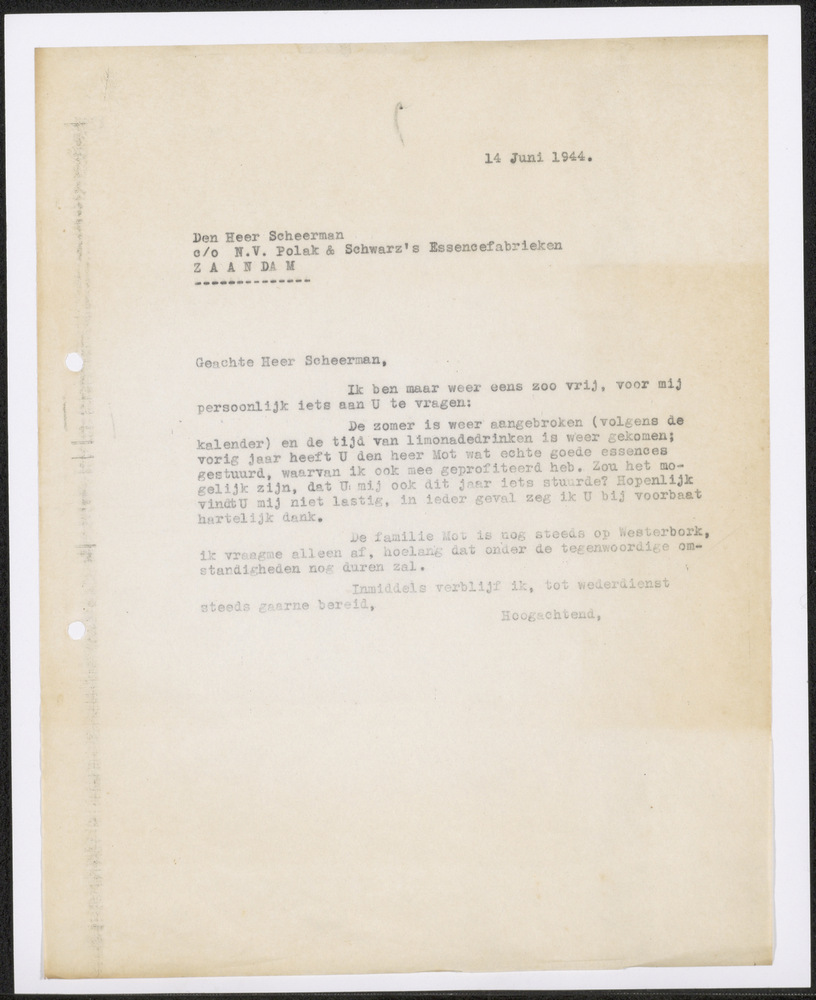 14 Juni 1944.
Den Heer Scheerman
c/o N.V. Polak & Schwarz's Essencefabrieken
Z A A N DA M
--------------
Geachte Heer Scheerman,
Ik ben maar weer eens zoo vrij, voor mij
persoonlijk iets aan U te vragen:
De zomer is weer aangebroken (volgens de
kalender) en de tijd van limonadedrinken is weer gekomen;
vorig jaar heeft U den heer Mot wat echte goede essences
gestuurd, waarvan ik ook mee geprofiteerd heb. Zou het mo-
gelijk zijn, dat U mij ook dit jaar iets stuurde? Hopenlijk
vindt U mij niet lastig, in ieder geval zeg ik U bij voorbaat
hartelijk dank.
De familie Mot is nog steeds op Westerbork,
ik vraagme alleen af, hoelang dat onder de tegenwoordige om-
standigheden nog duren zal.
Inmiddels verblijf ik, tot wederdienst
steeds gaarne bereid,
Hoogachtend,